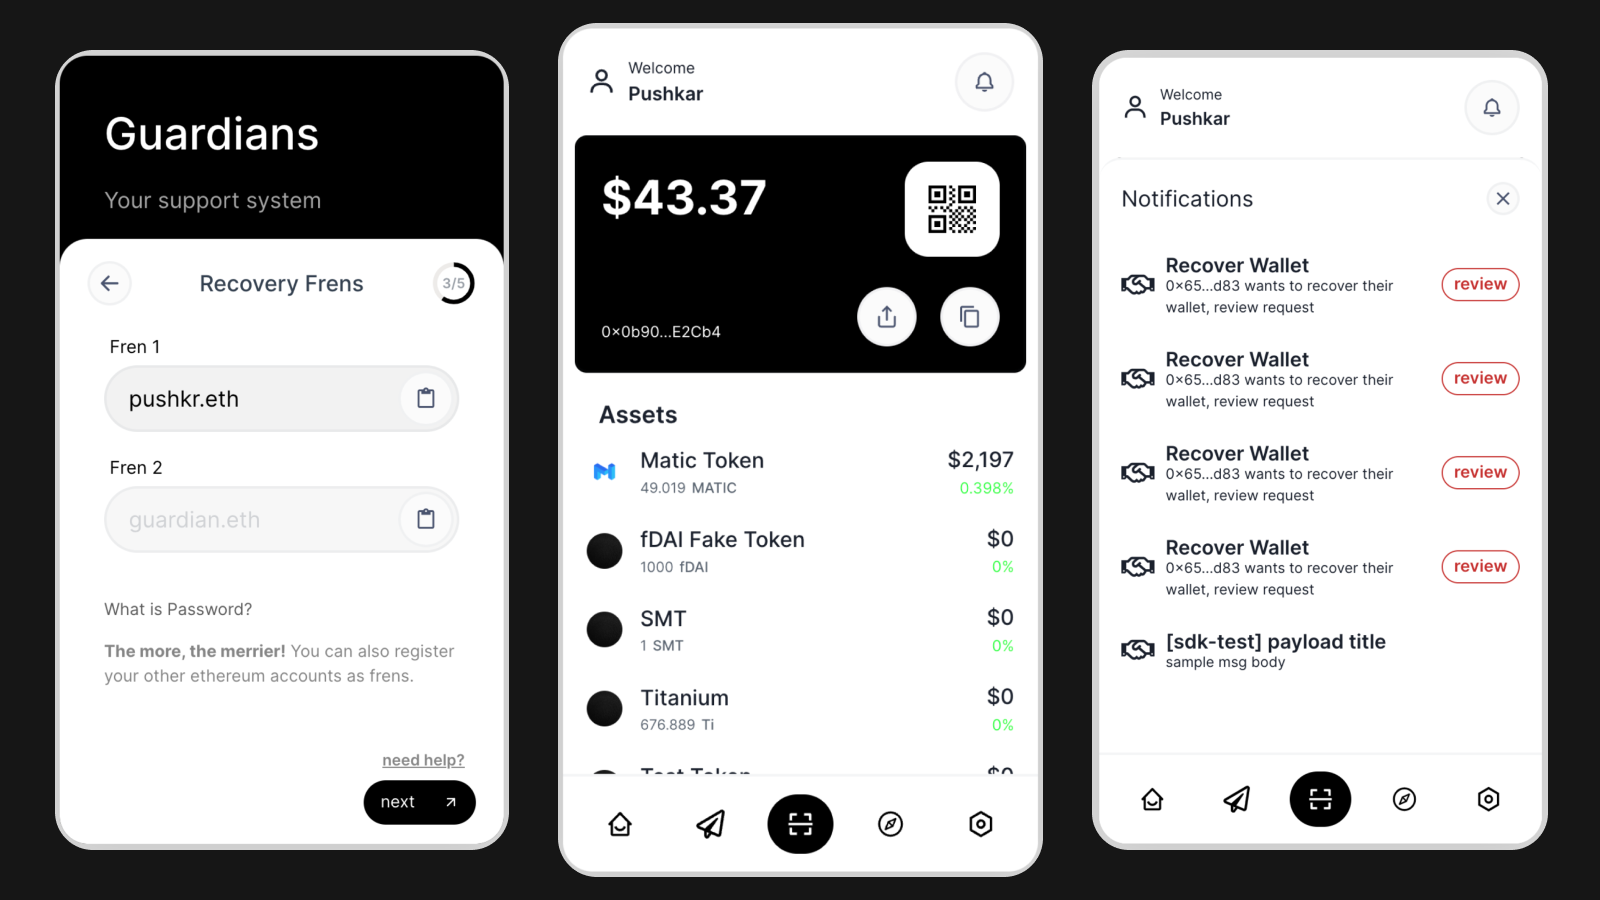 Guardians
Your support system
Recovery Frens
3/5
Fren 1
pushkr.eth
Fren 2
guardian.eth
What is Password?
The more, the merrier! You can also register
your other ethereum accounts as frens.
need help?
next
Welcome
Pushkar
$43.37
0×0b90...E2Cb4
Assets
Matic Token $2,197
49.019 MATIC 0.398%
fDAI Fake Token $0
1000 fDAI 0%
SMT $0
1 SMT 0%
Titanium $0
676.889 Ti 0%
Test Token $0
Welcome
Pushkar
Notifications
Recover Wallet
0×65...d83 wants to recover their
wallet, review request
review
Recover Wallet
0×65...d83 wants to recover their
wallet, review request
review
Recover Wallet
0×65...d83 wants to recover their
wallet, review request
review
Recover Wallet
0×65...d83 wants to recover their
wallet, review request
review
[sdk-test] payload title
sample msg body